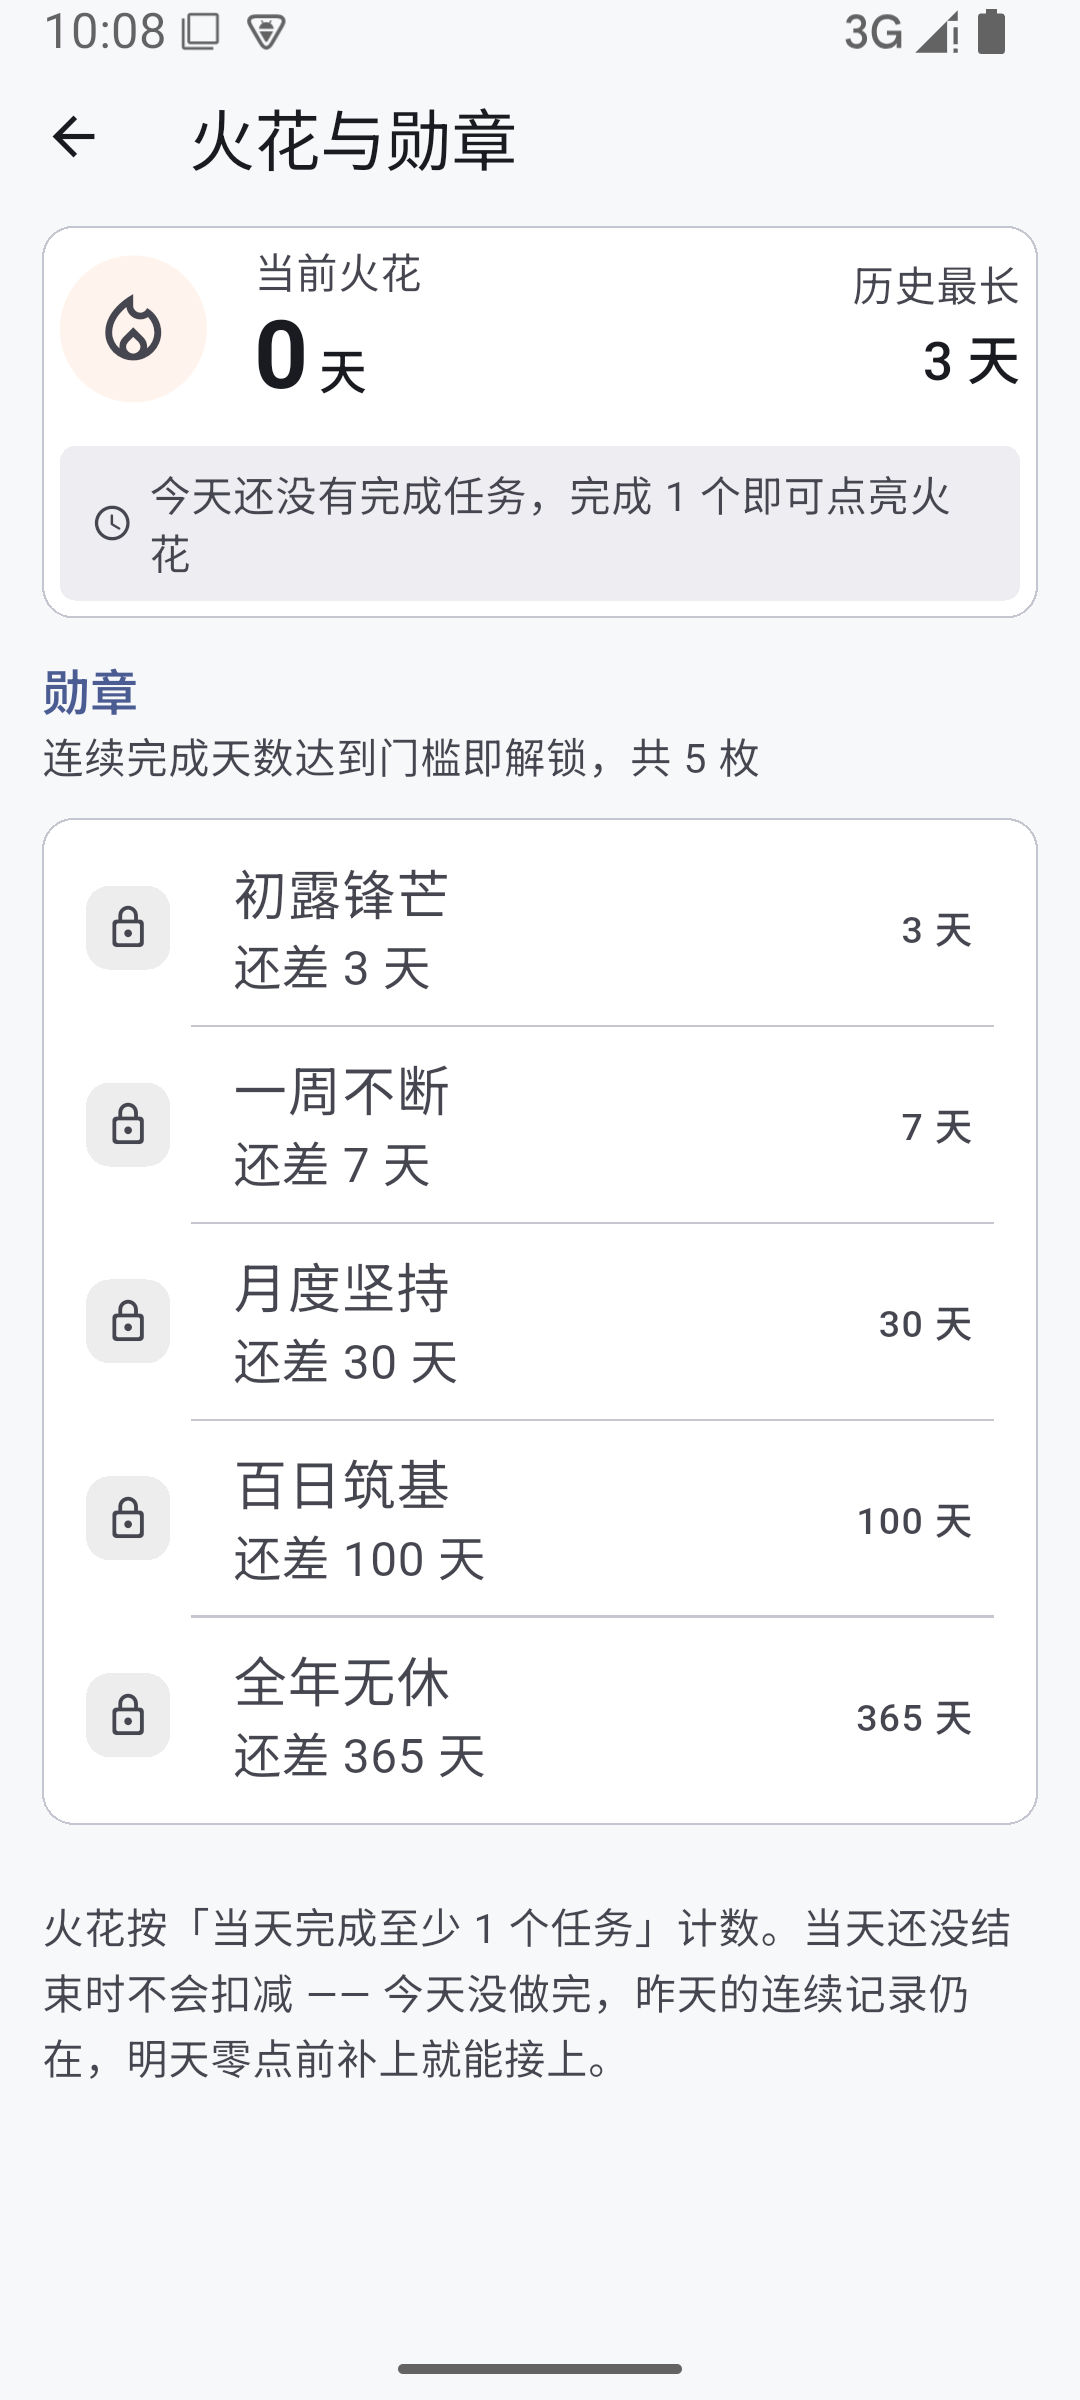 10:08
3G
火花与勋章
当前火花
0 天
历史最长
3 天
今天还没有完成任务，完成 1 个即可点亮火
花
勋章
连续完成天数达到门槛即解锁，共 5 枚
初露锋芒
还差 3 天
3 天
一周不断
还差 7 天
7 天
月度坚持
还差 30 天
30 天
百日筑基
还差 100 天
100 天
全年无休
还差 365 天
365 天
火花按「当天完成至少 1 个任务」计数。当天还没结
束时不会扣减 —— 今天没做完，昨天的连续记录仍
在，明天零点前补上就能接上。